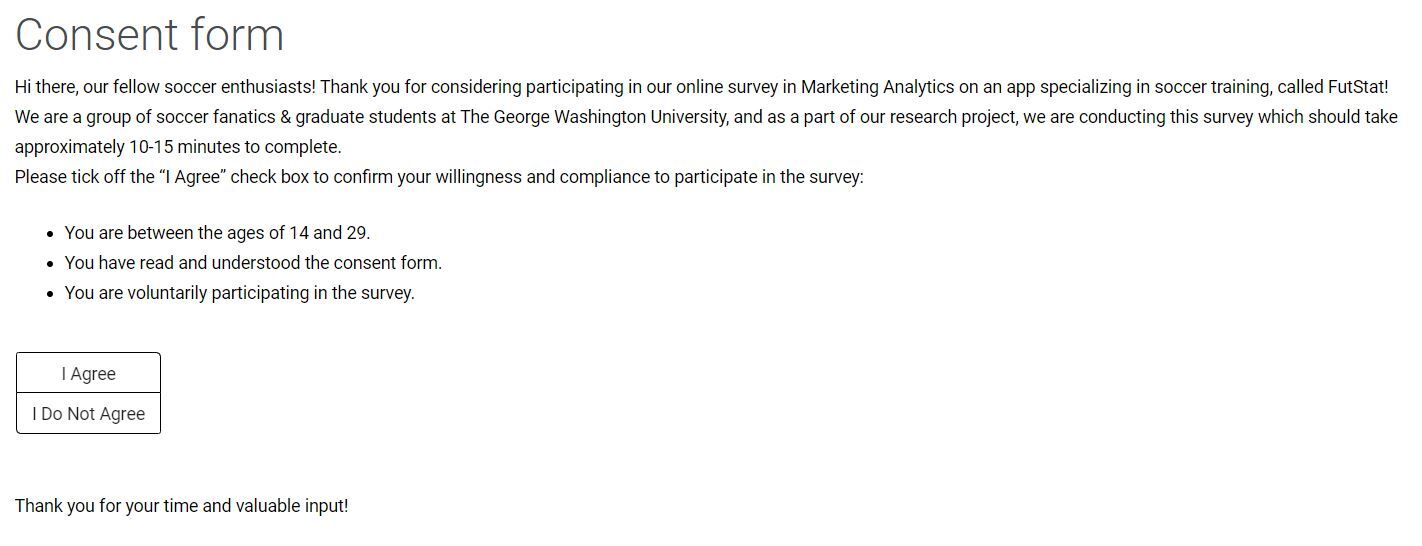 Consent form
Hi there, our fellow soccer enthusiasts! Thank you for considering participating in our online survey in Marketing Analytics on an app specializing in soccer training, called FutStat!
We are a group of soccer fanatics & graduate students at The George Washington University, and as a part of our research project, we are conducting this survey which should take
approximately 10-15 minutes to complete.
Please tick off the “I Agree” check box to confirm your willingness and compliance to participate in the survey:
• You are between the ages of 14 and 29.
• You have read and understood the consent form.
• You are voluntarily participating in the survey.
I Agree
I Do Not Agree
Thank you for your time and valuable input!